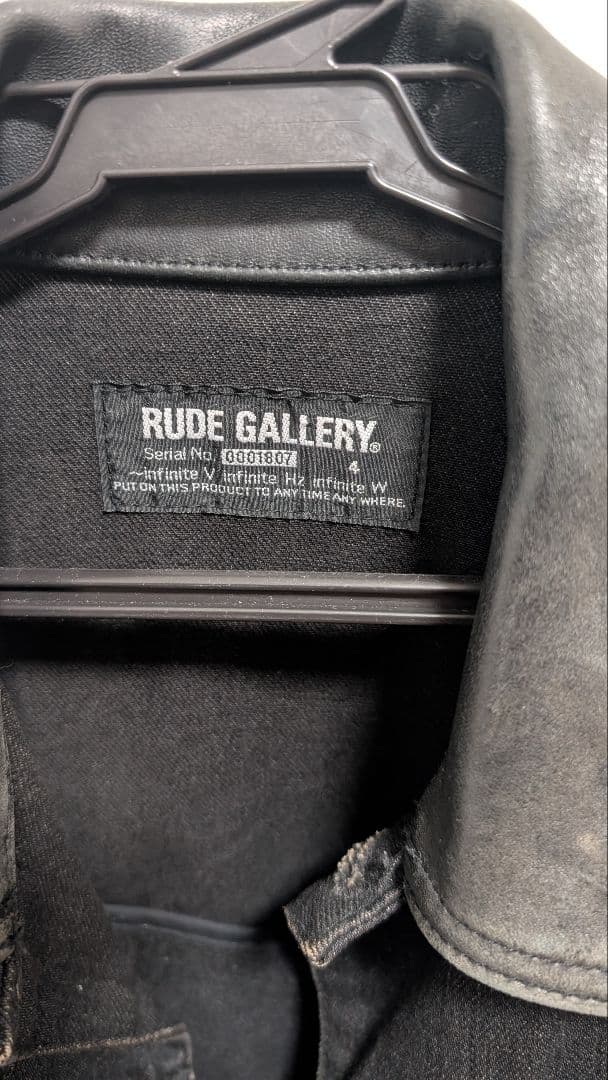 RUDE GALLERY®
Serial No. 0001807 4
~infinite V infinite Hz infinite W
PUT ON THIS PRODUCT TO ANY TIME ANY WHERE.